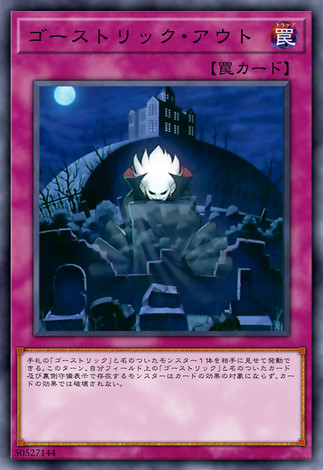 ゴーストリック・アウト
トラップ
罠
【罠カード】
手札の「ゴーストリック」と名のついたモンスター1体を相手に見せて発動で
きる。このターン、自分フィールド上の「ゴーストリック」と名のついたカード
及び裏側守備表示で存在するモンスターはカードの効果の対象にならず、カー
ドの効果では破壊されない。
50527144